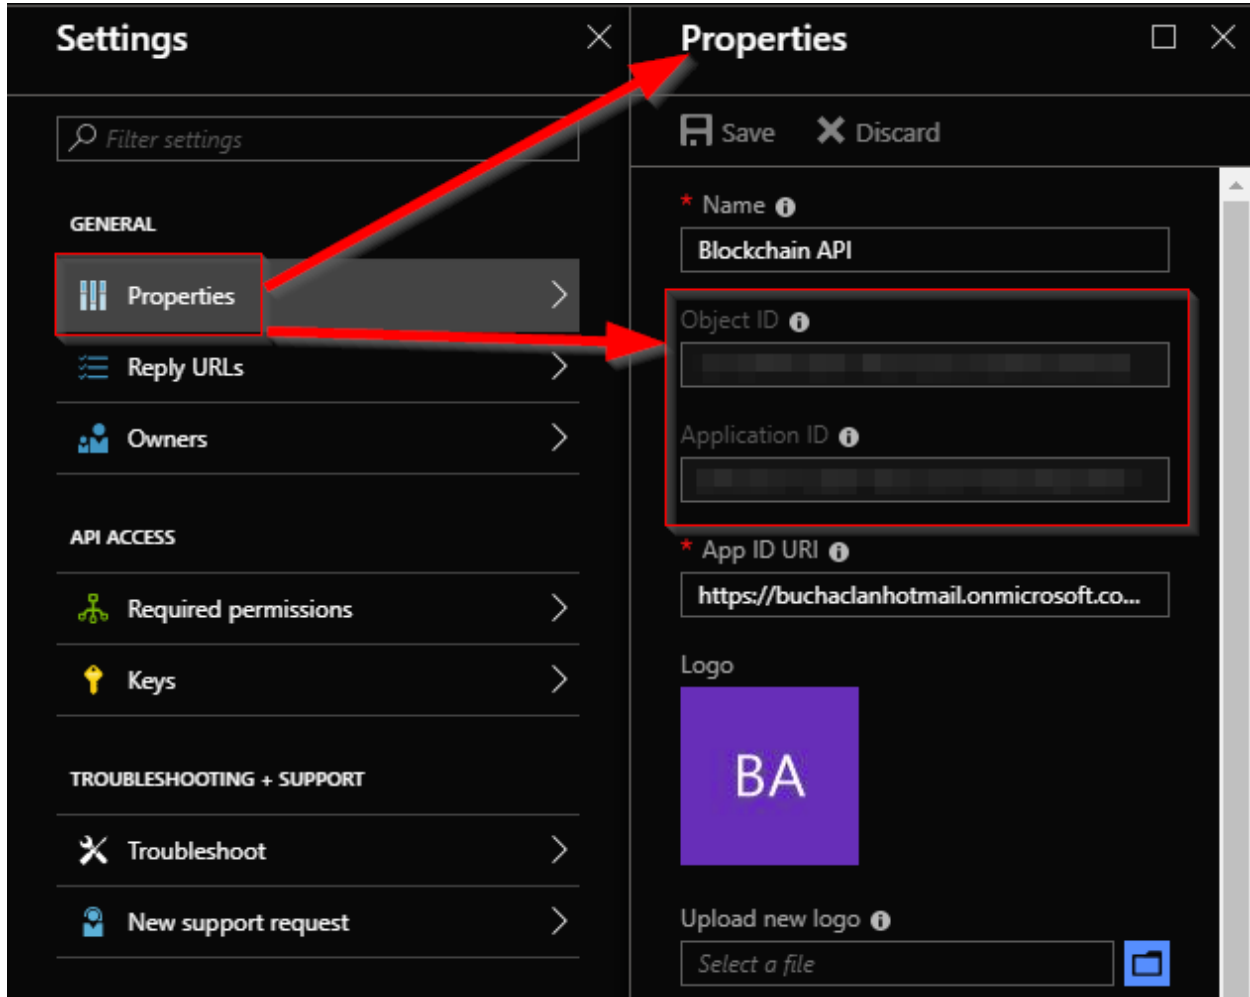 Settings
Filter settings
GENERAL
Properties
Reply URLs
Owners
API ACCESS
Required permissions
Keys
TROUBLESHOOTING + SUPPORT
Troubleshoot
New support request
Properties
Save Discard
* Name
Blockchain API
Object ID
Application ID
* App ID URI
https://buchaclanhotmail.onmicrosoft.co...
Logo
BA
Upload new logo
Select a file